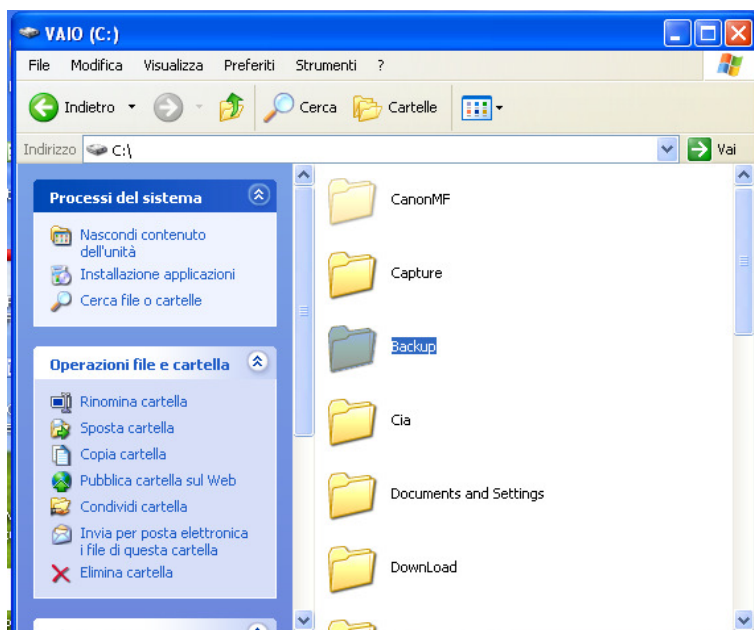 VAIO (C:)
File Modifica Visualizza Preferiti Strumenti ?
Indietro Cerca Cartelle
Indirizzo C:\ Vai
Processi del sistema
Nascondi contenuto
dell'unità
Installazione applicazioni
Cerca file o cartelle
Operazioni file e cartella
Rinomina cartella
Sposta cartella
Copia cartella
Pubblica cartella sul Web
Condividi cartella
Invia per posta elettronica
i file di questa cartella
Elimina cartella
CanonMF
Capture
Backup
Cia
Documents and Settings
DownLoad